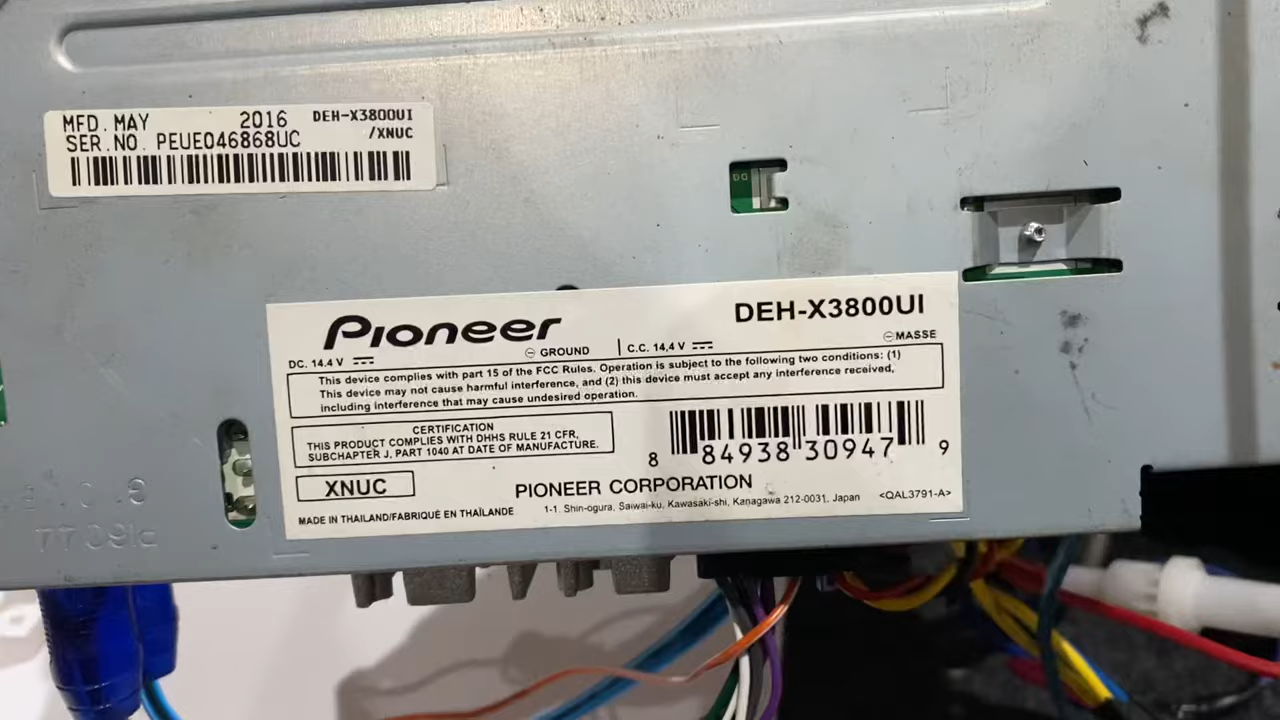 MFD. MAY 2016 DEH-X3800UI
SER.NO. PEUE046868UC /XNUC
Pioneer DEH-X3800UI
DC. 14.4 V ⎓ ⊖ GROUND | C.C. 14,4 V ⎓ ⊖ MASSE
This device complies with part 15 of the FCC Rules. Operation is subject to the following two conditions: (1)
This device may not cause harmful interference, and (2) this device must accept any interference received,
including interference that may cause undesired operation.
CERTIFICATION
THIS PRODUCT COMPLIES WITH DHHS RULE 21 CFR,
SUBCHAPTER J, PART 1040 AT DATE OF MANUFACTURE.
8 84938 30947 9
XNUC
PIONEER CORPORATION
1-1, Shin-ogura, Saiwai-ku, Kawasaki-shi, Kanagawa 212-0031, Japan <QAL3791-A>
MADE IN THAILAND/FABRIQUÉ EN THAÏLANDE